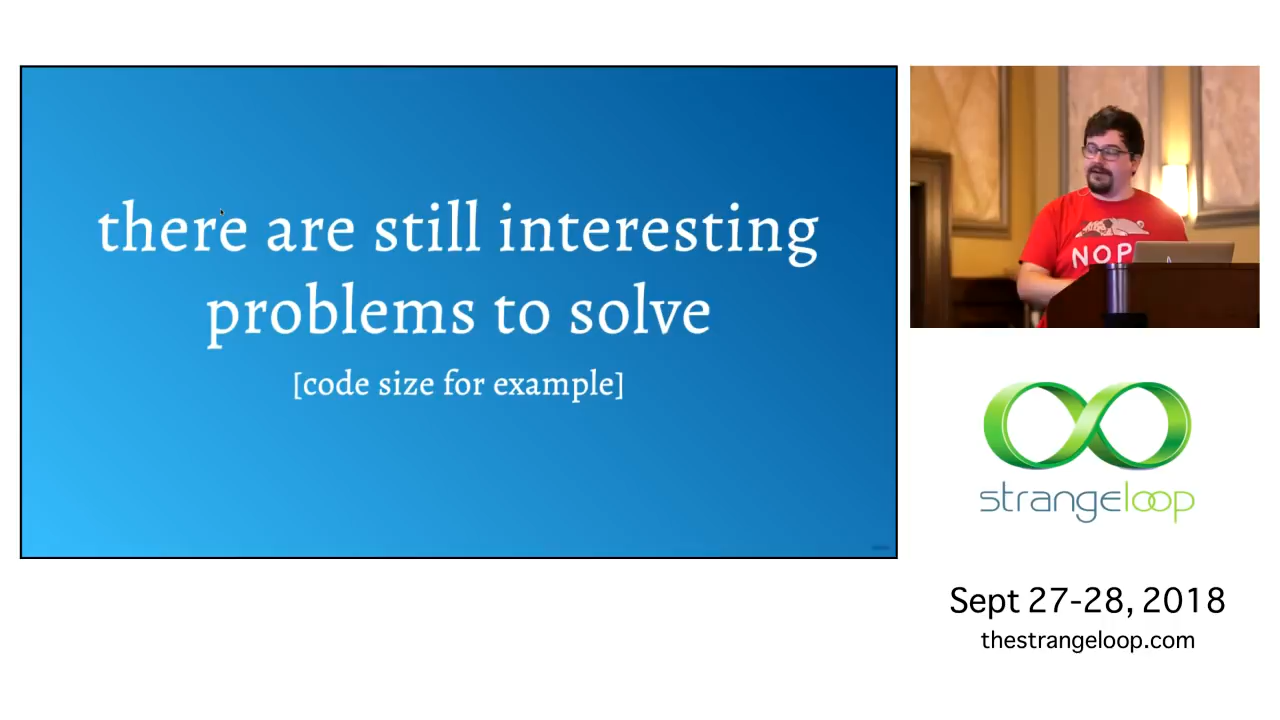 there are still interesting
problems to solve
[code size for example]
NOP
strangeloop
Sept 27-28, 2018
thestrangeloop.com